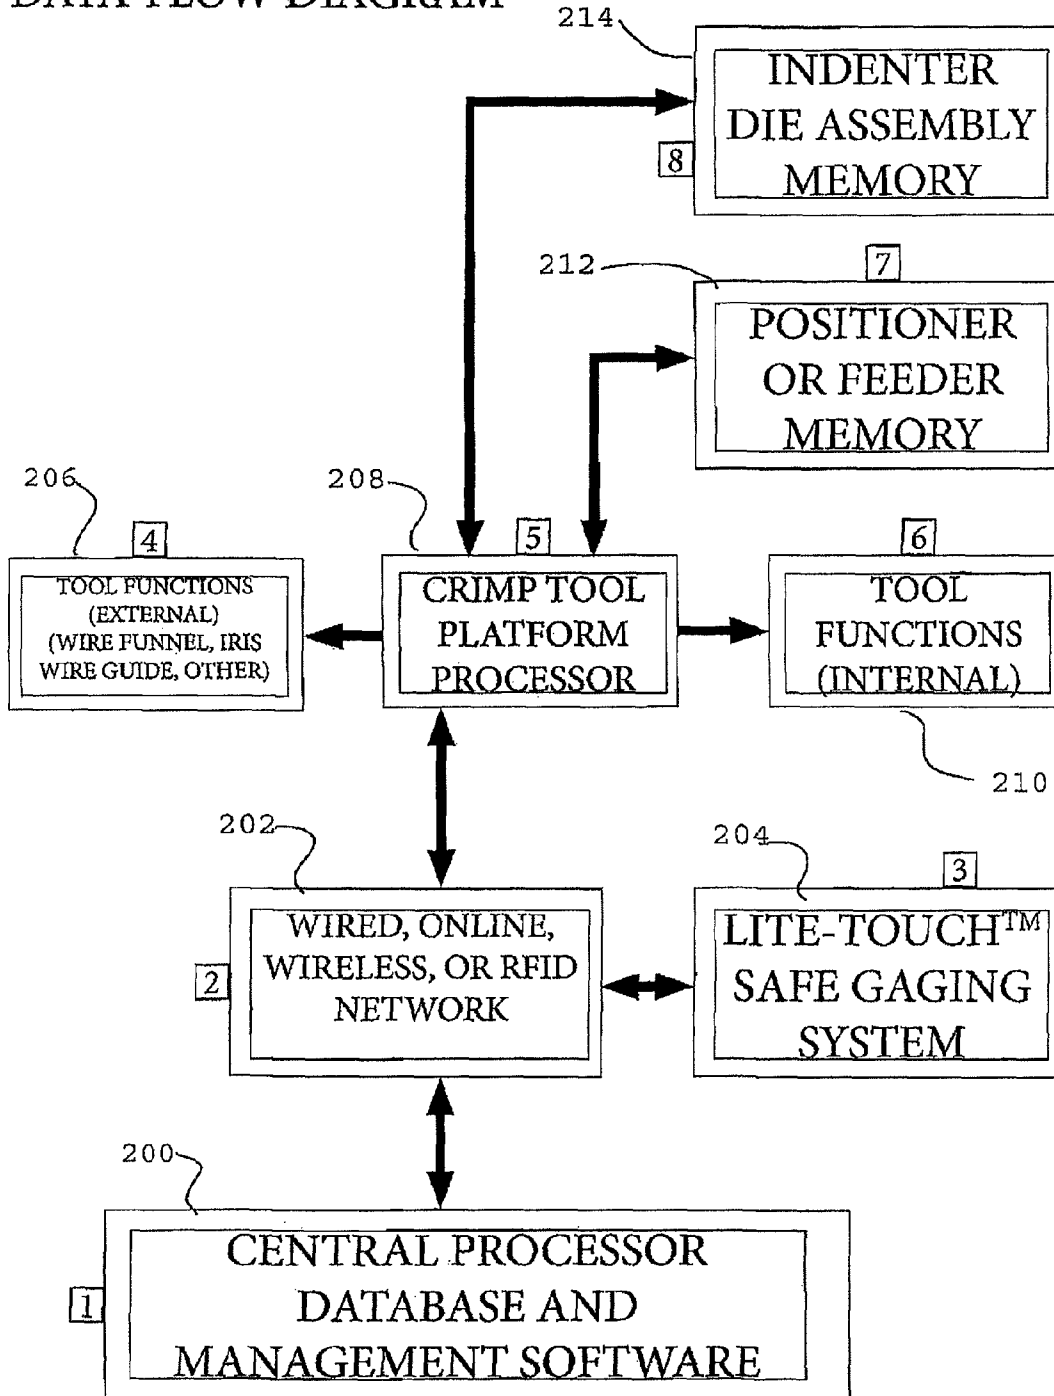 DATA FLOW DIAGRAM
214
INDENTER
DIE ASSEMBLY
MEMORY
8
212
7
POSITIONER
OR FEEDER
MEMORY
206
4
TOOL FUNCTIONS
(EXTERNAL)
(WIRE FUNNEL, IRIS
WIRE GUIDE, OTHER)
208
5
CRIMP TOOL
PLATFORM
PROCESSOR
6
TOOL
FUNCTIONS
(INTERNAL)
210
202
2
WIRED, ONLINE,
WIRELESS, OR RFID
NETWORK
204
3
LITE-TOUCH™
SAFE GAGING
SYSTEM
200
1
CENTRAL PROCESSOR
DATABASE AND
MANAGEMENT SOFTWARE